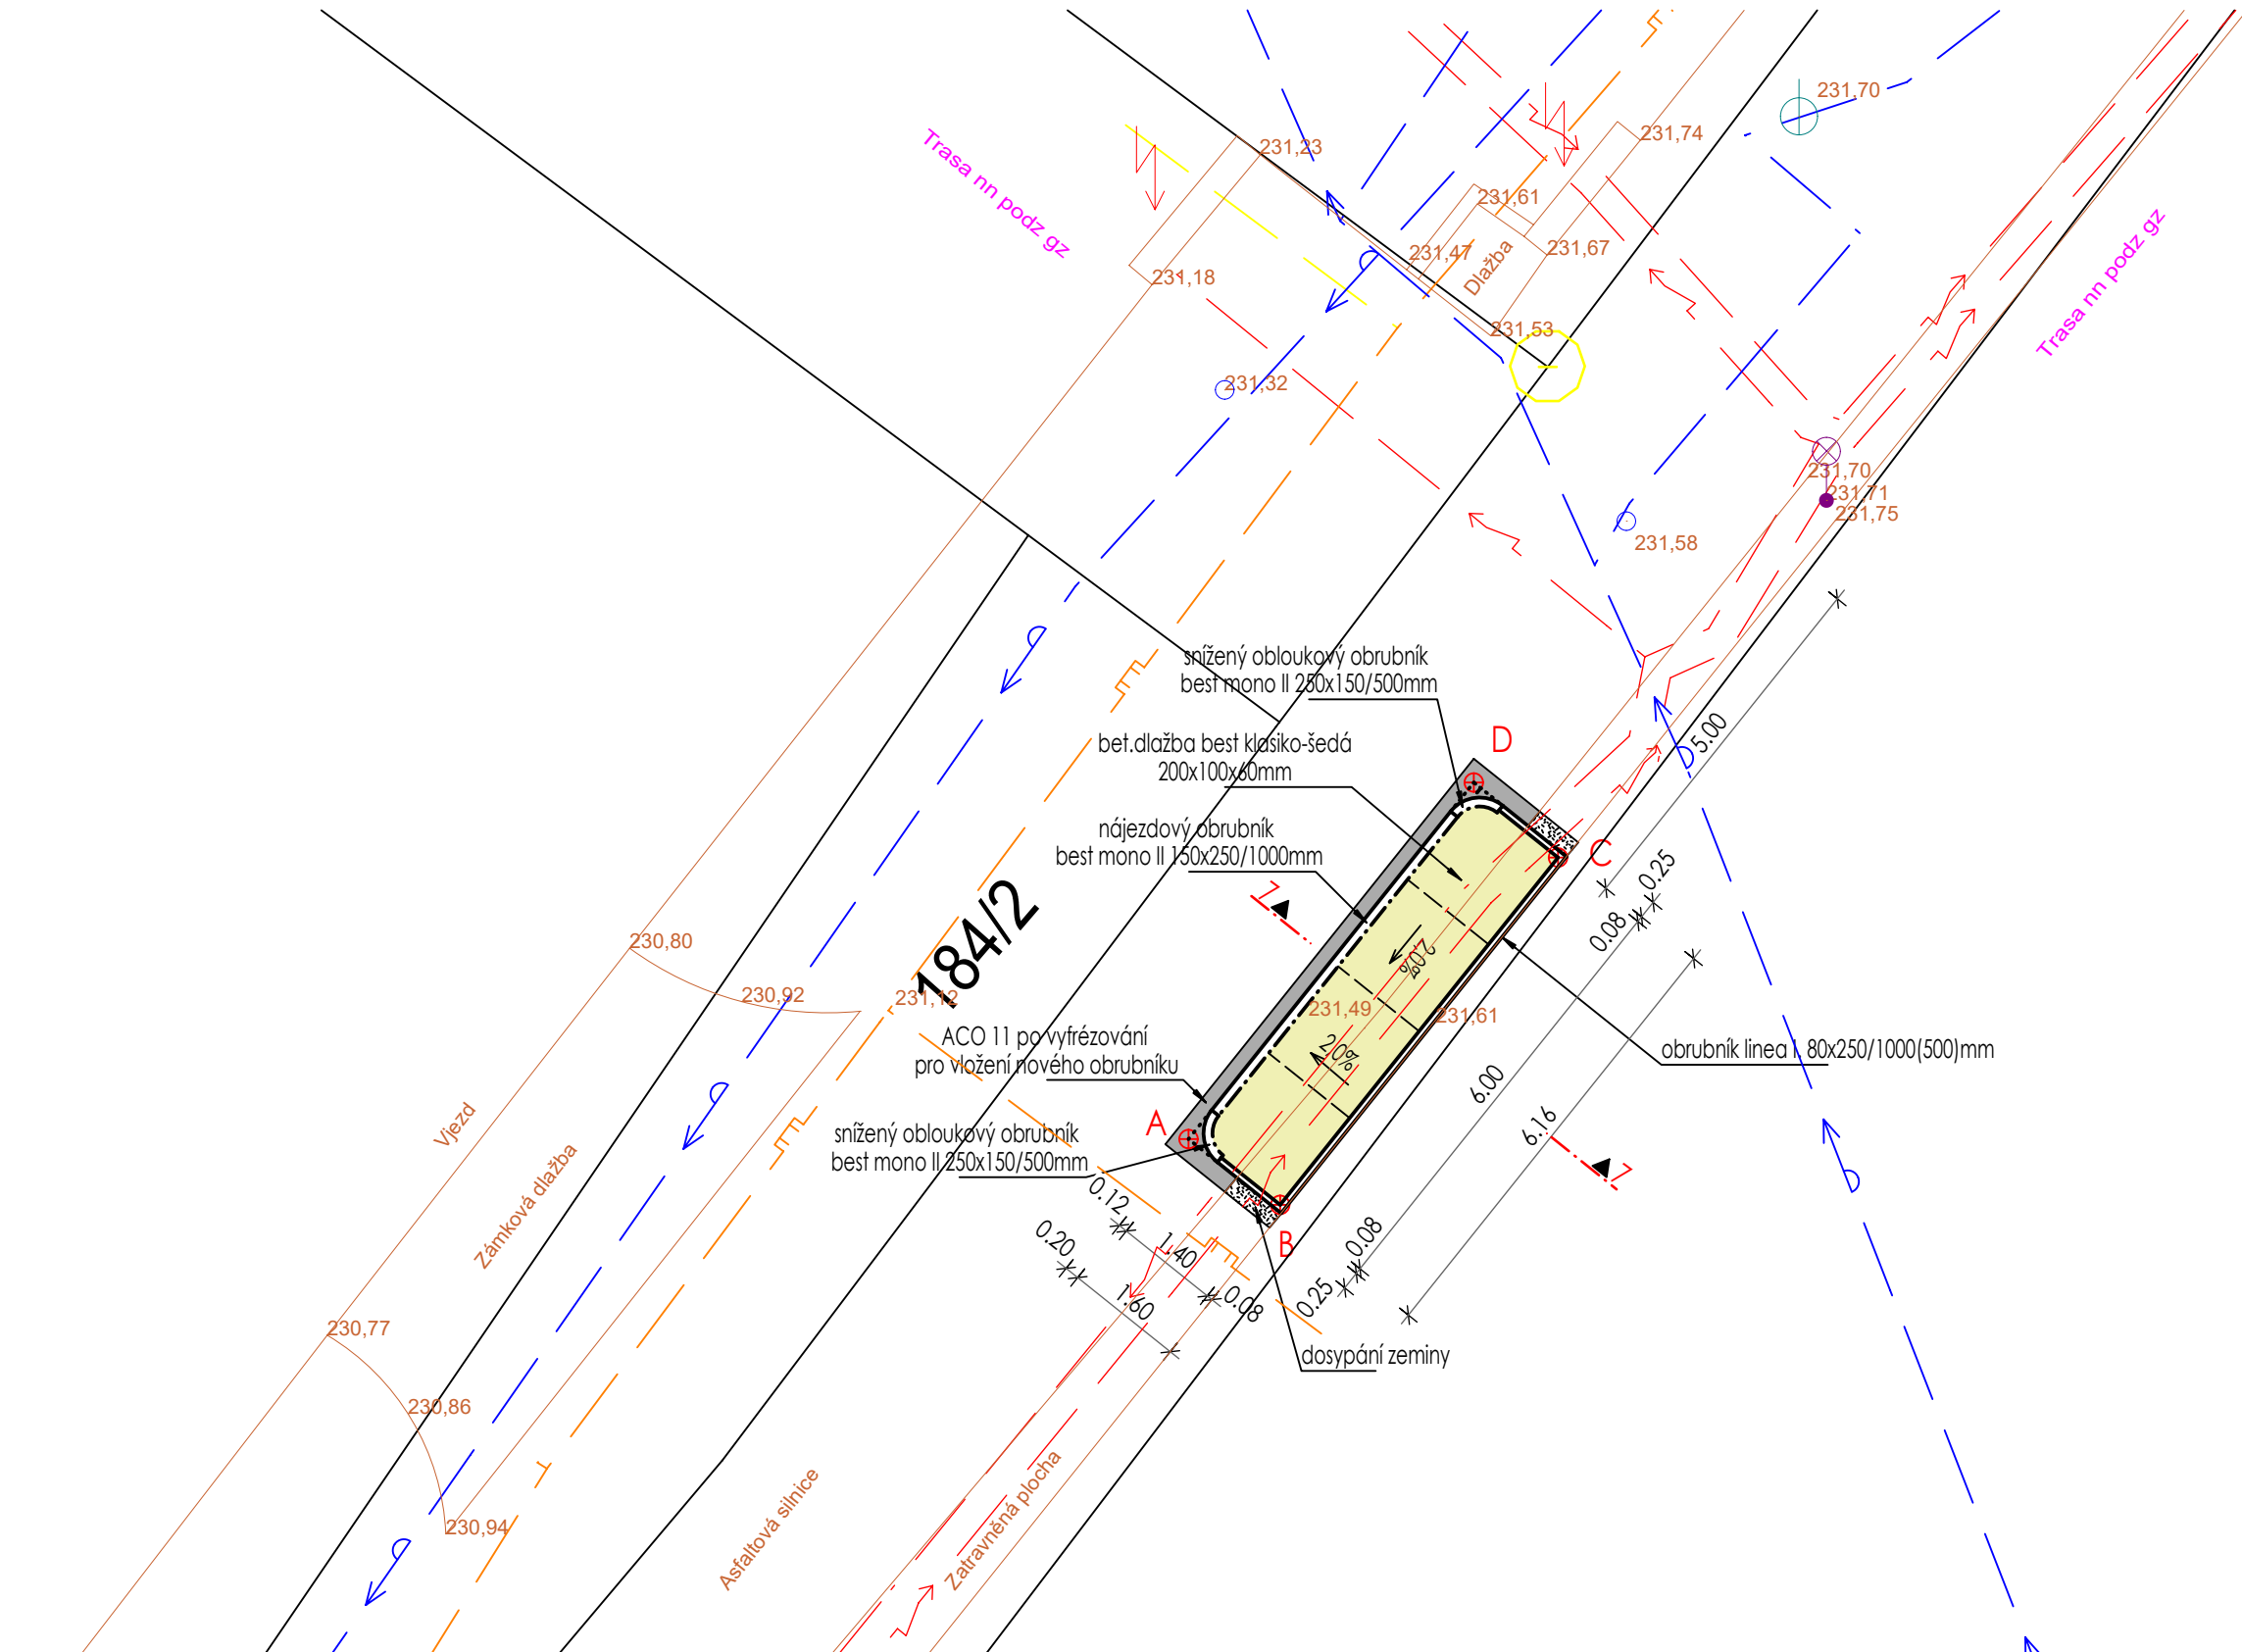 231,70
231,74
231,23
Trasa nn podz gz
231,61
231,47
Dlažba
231,67
231,18
231,53
Trasa nn podz gz
231,32
231,70
231,71
231,75
231,58
snížený obloukový obrubník
best mono II 250x150/500mm
5.00
D
bet.dlažba best klasiko-šedá
200x100x60mm
nájezdový obrubník
best mono II 150x250/1000mm
C
0.25
0.08
184/2
230,80
230,92
231,12
2.0%
231,49
231,61
2.0%
ACO 11 po vyfrézování
pro vložení nového obrubníku
obrubník linea I. 80x250/1000(500)mm
6.00
6.16
A
snížený obloukový obrubník
best mono II 250x150/500mm
Vjezd
Zámková dlažba
0.12
1.40
0.08
0.20
1.60
B
0.08
0.25
dosypání zeminy
230,77
230,86
230,94
Asfaltová silnice
Zatravněná plocha